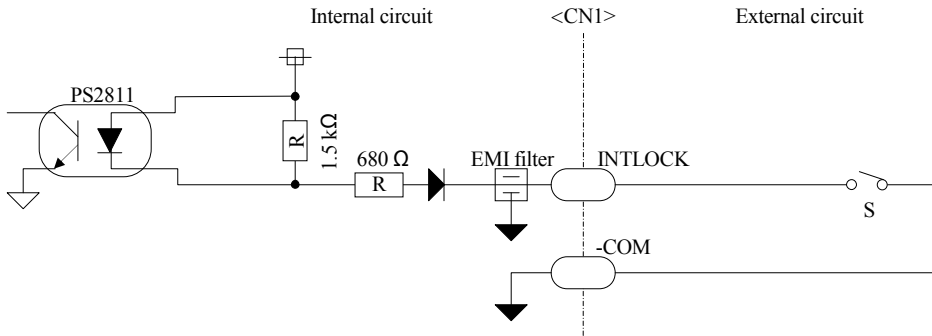 Internal circuit
<CN1>
External circuit
PS2811
R
1.5 kΩ
680 Ω
R
EMI filter
INTLOCK
S
-COM